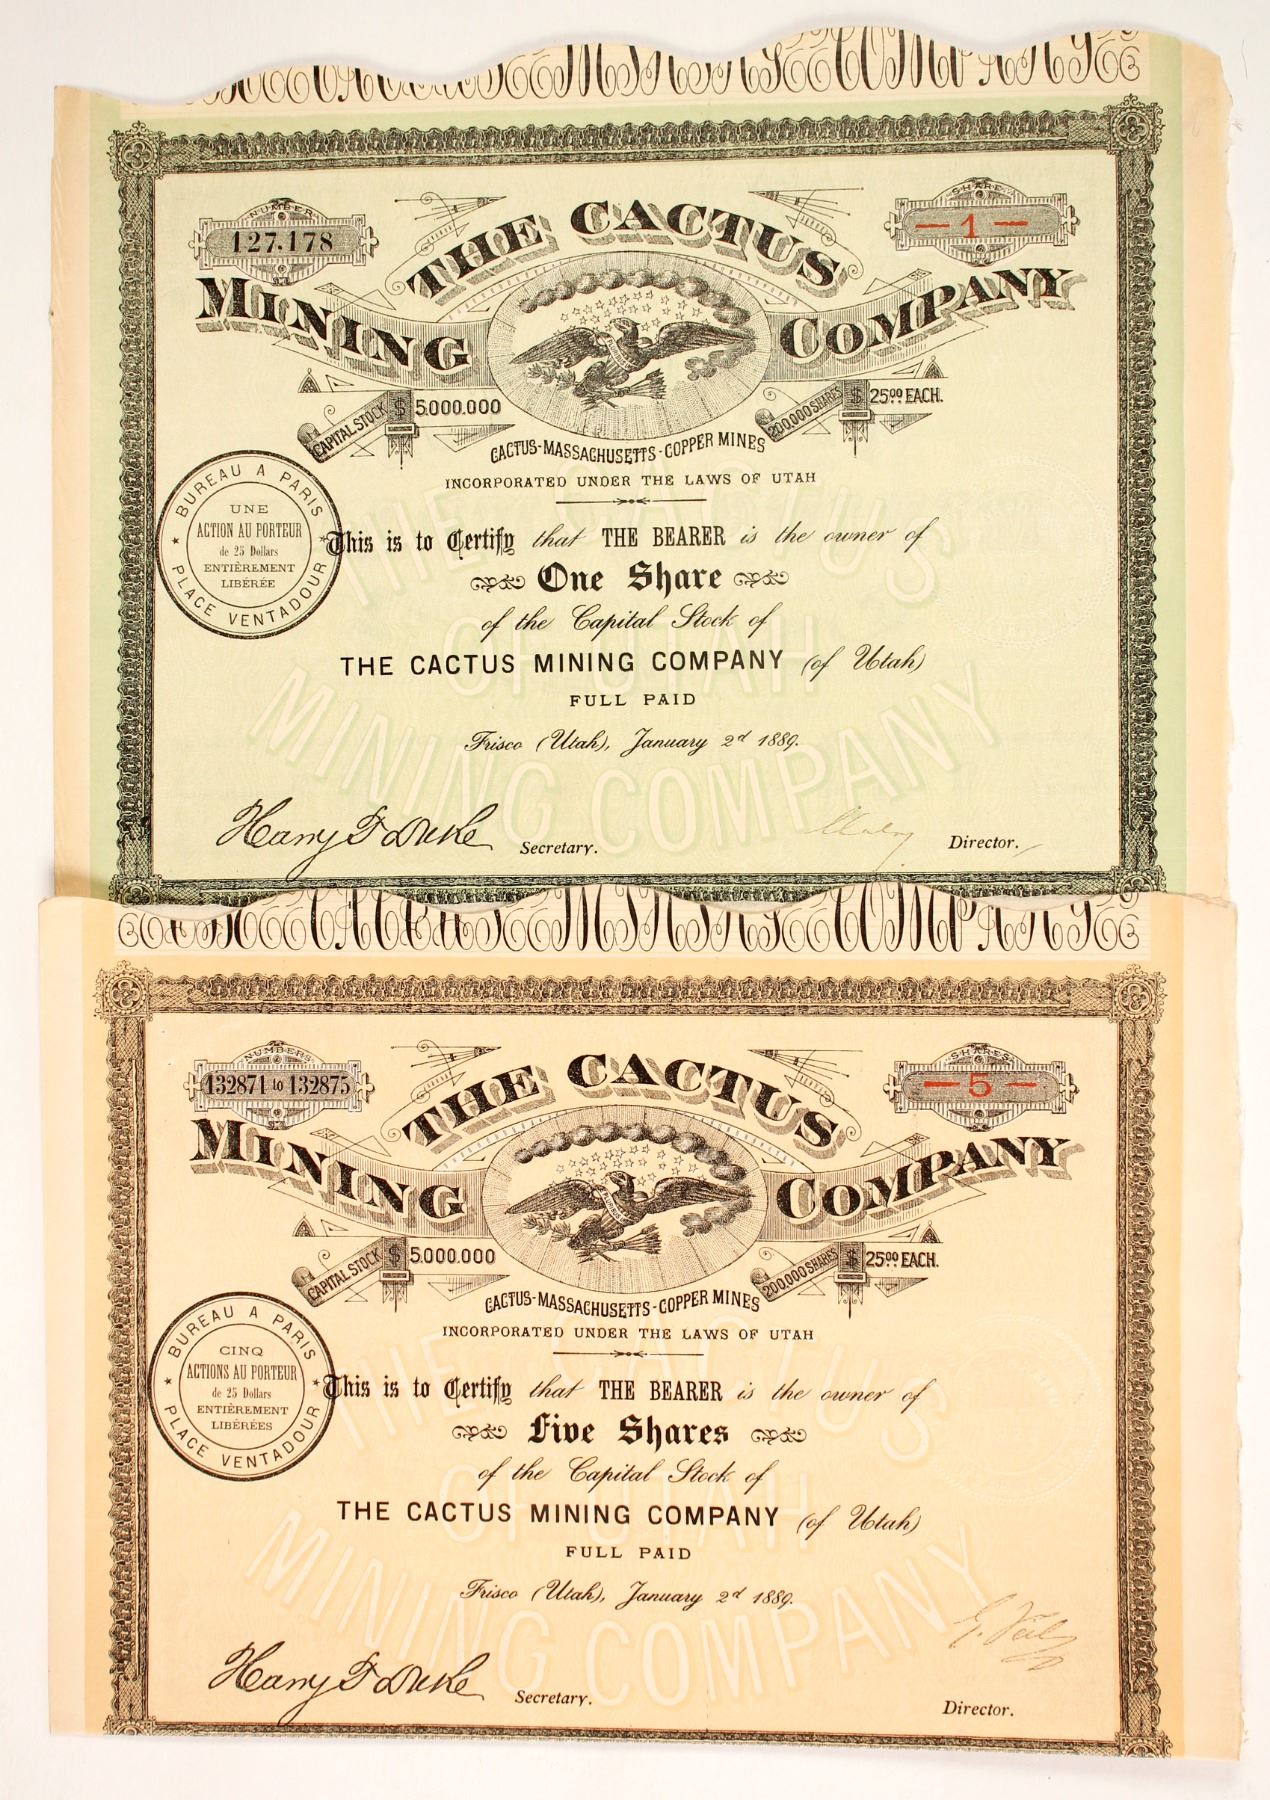 THE CACTUS MINING COMPANY
NUMBER
127.178
SHARE
— 1 —
THE CACTUS
MINING COMPANY
CAPITAL STOCK $ 5.000.000
200,000 SHARES $ 25.00 EACH.
CACTUS-MASSACHUSETTS-COPPER MINES
INCORPORATED UNDER THE LAWS OF UTAH
BUREAU A PARIS
UNE
ACTION AU PORTEUR
de 25 Dollars
ENTIÈREMENT
LIBÉRÉE
PLACE VENTADOUR
This is to Certify that THE BEARER is the owner of
One Share
of the Capital Stock of
THE CACTUS MINING COMPANY (of Utah)
FULL PAID
Frisco (Utah), January 2d 1889.
THE CACTUS
OF UTAH
MINING COMPANY
Secretary.
Director.
THE CACTUS MINING COMPANY
NUMBERS
132871 to 132875
SHARES
— 5 —
THE CACTUS
MINING COMPANY
CAPITAL STOCK $ 5.000.000
200,000 SHARES $ 25.00 EACH.
CACTUS-MASSACHUSETTS-COPPER MINES
INCORPORATED UNDER THE LAWS OF UTAH
BUREAU A PARIS
CINQ
ACTIONS AU PORTEUR
de 25 Dollars
ENTIÈREMENT
LIBÉRÉES
PLACE VENTADOUR
This is to Certify that THE BEARER is the owner of
Five Shares
of the Capital Stock of
THE CACTUS MINING COMPANY (of Utah)
FULL PAID
Frisco (Utah), January 2d 1889.
THE CACTUS
OF UTAH
MINING COMPANY
Secretary.
Director.